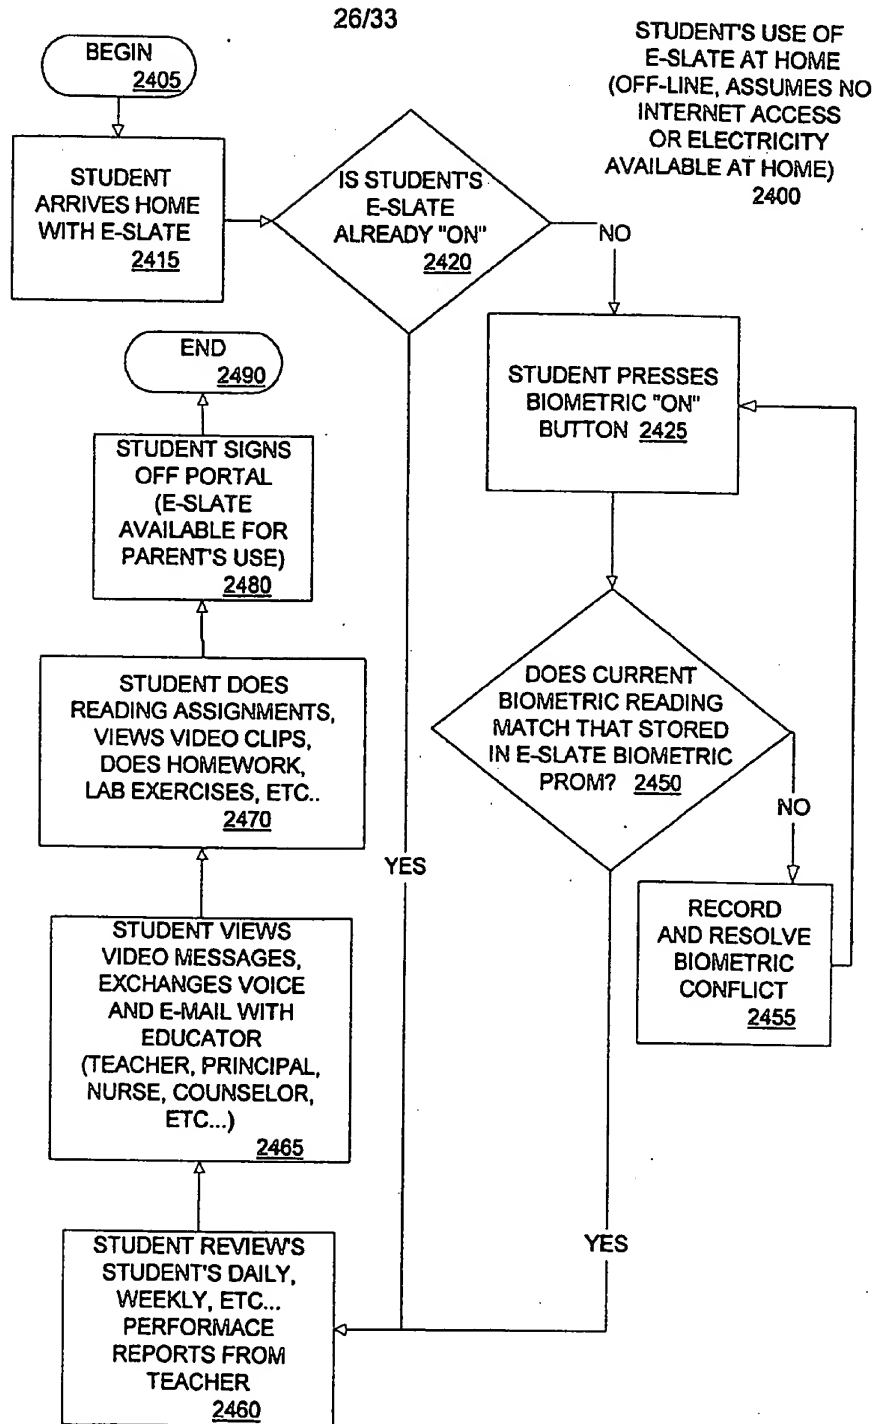 26/33
STUDENT'S USE OF
E-SLATE AT HOME
(OFF-LINE, ASSUMES NO
INTERNET ACCESS
OR ELECTRICITY
AVAILABLE AT HOME)
2400
BEGIN
2405
STUDENT
ARRIVES HOME
WITH E-SLATE
2415
IS STUDENT'S
E-SLATE
ALREADY "ON"
2420
NO
STUDENT PRESSES
BIOMETRIC "ON"
BUTTON 2425
DOES CURRENT
BIOMETRIC READING
MATCH THAT STORED
IN E-SLATE BIOMETRIC
PROM? 2450
NO
RECORD
AND RESOLVE
BIOMETRIC
CONFLICT
2455
YES
YES
STUDENT REVIEW'S
STUDENT'S DAILY,
WEEKLY, ETC...
PERFORMACE
REPORTS FROM
TEACHER
2460
STUDENT VIEWS
VIDEO MESSAGES,
EXCHANGES VOICE
AND E-MAIL WITH
EDUCATOR
(TEACHER, PRINCIPAL,
NURSE, COUNSELOR,
ETC...)
2465
STUDENT DOES
READING ASSIGNMENTS,
VIEWS VIDEO CLIPS,
DOES HOMEWORK,
LAB EXERCISES, ETC..
2470
STUDENT SIGNS
OFF PORTAL
(E-SLATE
AVAILABLE FOR
PARENT'S USE)
2480
END
2490